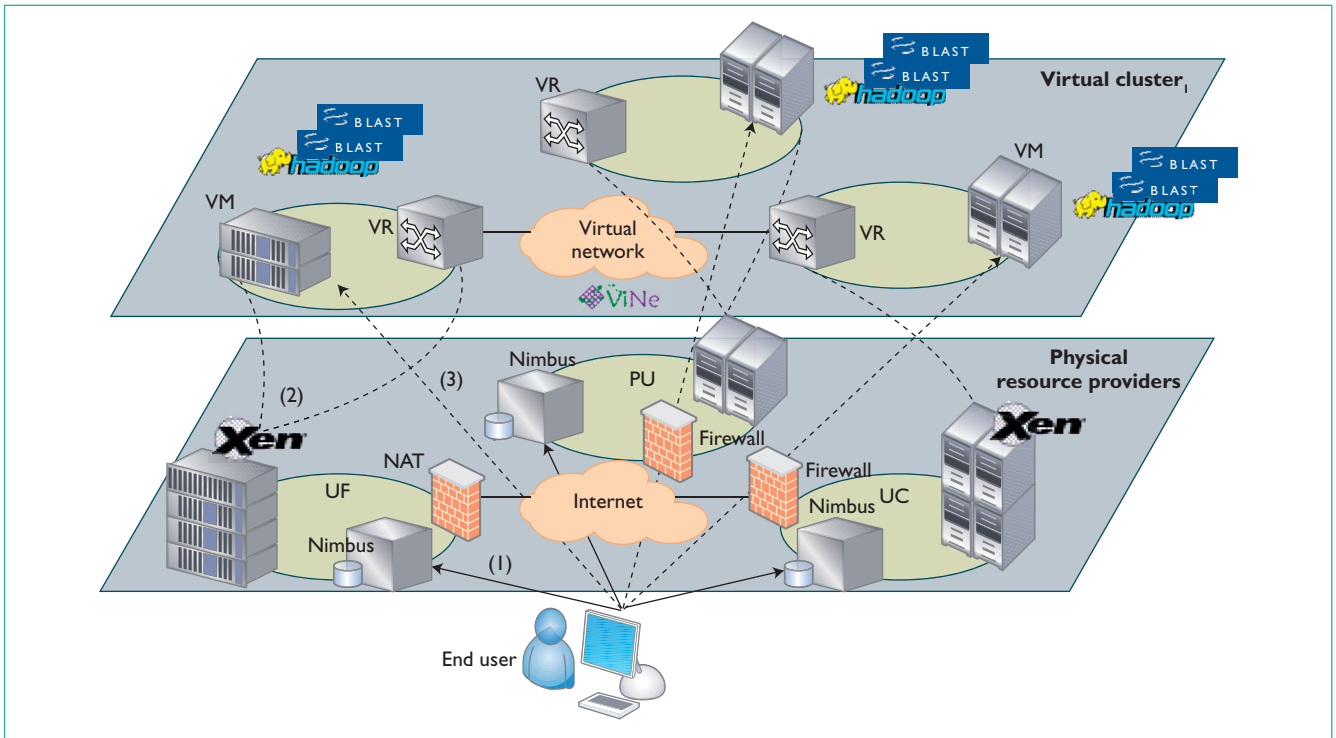 BLAST
BLAST
hadoop
VR
Virtual cluster
BLAST
BLAST
hadoop
VM
BLAST
BLAST
hadoop
VM
VR
Virtual
network
VR
ViNe
Physical
resource providers
Nimbus
PU
(3)
(2)
Xen
Xen
Firewall
NAT
Firewall
UF
Internet
Nimbus
UC
Nimbus
(1)
End user